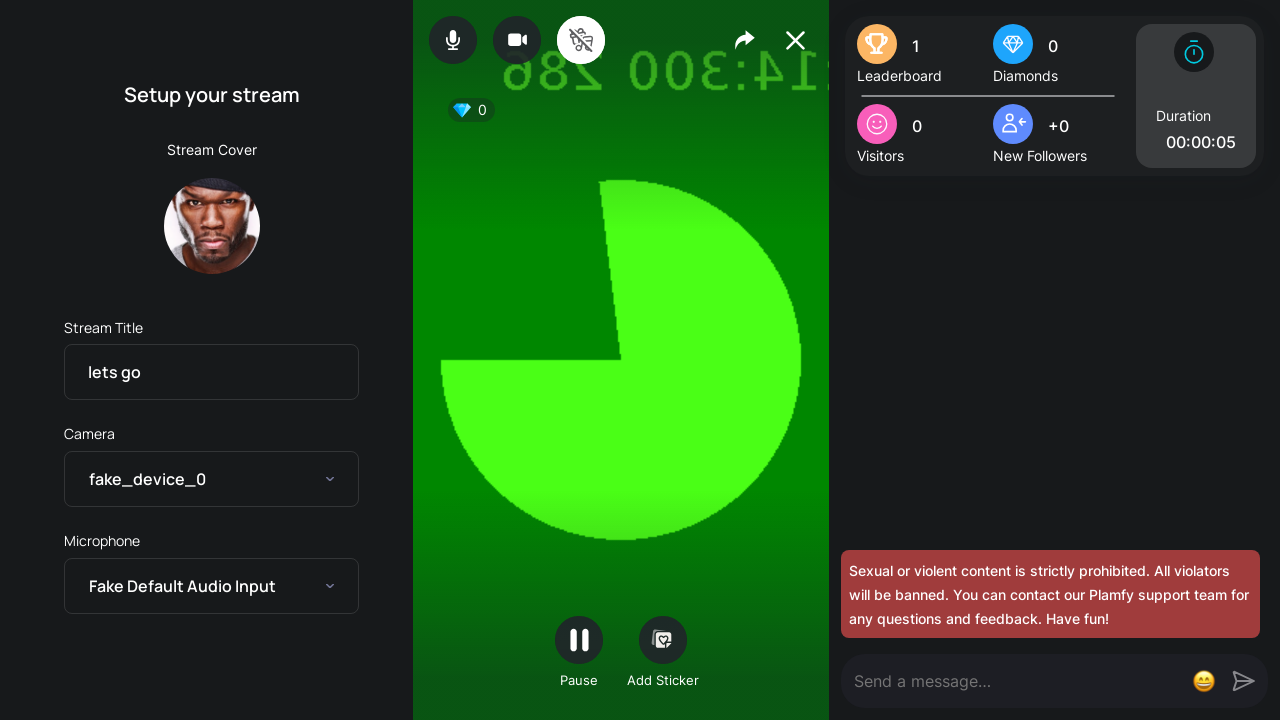 Setup your stream
Stream Cover
Stream Title
lets go
Camera
fake_device_0
Microphone
Fake Default Audio Input
:14:300 286
0
Pause
Add Sticker
1
Leaderboard
0
Diamonds
0
Visitors
+0
New Followers
Duration
00:00:05
Sexual or violent content is strictly prohibited. All violators
will be banned. You can contact our Plamfy support team for
any questions and feedback. Have fun!
Send a message...